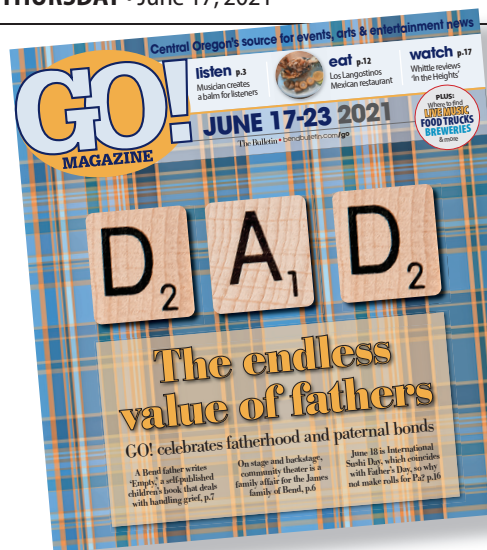 THURSDAY • June 17, 2021
Central Oregon's source for events, arts & entertainment news
GO!
MAGAZINE
listen p.3
Musician creates
a balm for listeners
eat p.12
Los Langostinos
Mexican restaurant
watch p.17
Whittle reviews
'In the Heights'
JUNE 17-23 2021
The Bulletin • bendbulletin.com/go
PLUS:
Where to find
LIVE MUSIC
FOOD TRUCKS
BREWERIES
& more
D2 A1 D2
The endless
value of fathers
GO! celebrates fatherhood and paternal bonds
A Bend father writes
'Empty,' a self-published
children's book that deals
with handling grief, p.7
On stage and backstage,
community theater is a
family affair for the James
family of Bend, p.6
June 18 is International
Sushi Day, which coincides
with Father's Day, so why
not make rolls for Pa? p.16